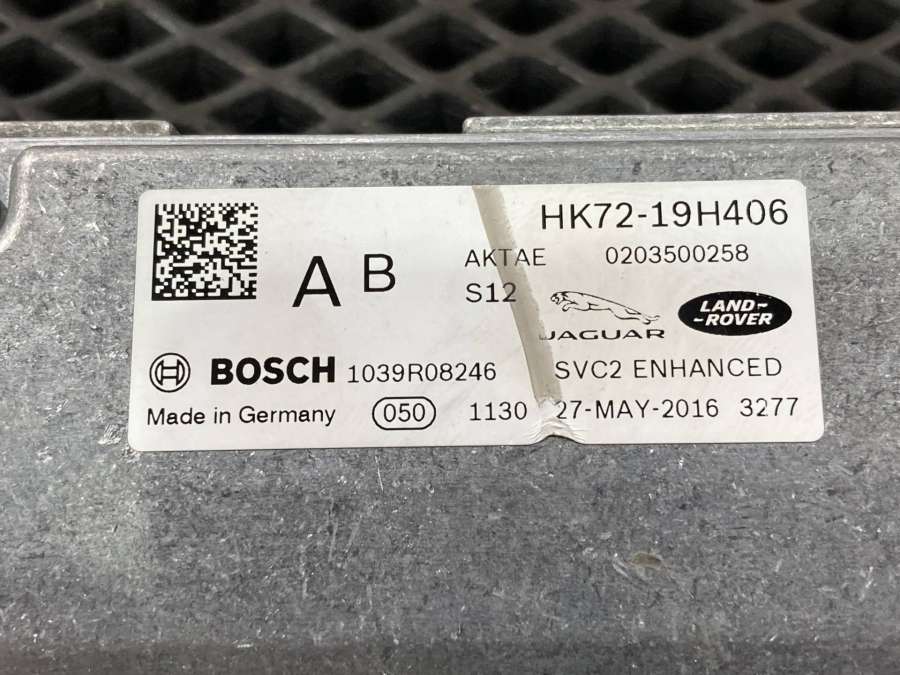 HK72-19H406
A B
AKTAE 0203500258
S12
JAGUAR
LAND-
-ROVER
BOSCH 1039R08246 SVC2 ENHANCED
Made in Germany 050 1130 27-MAY-2016 3277